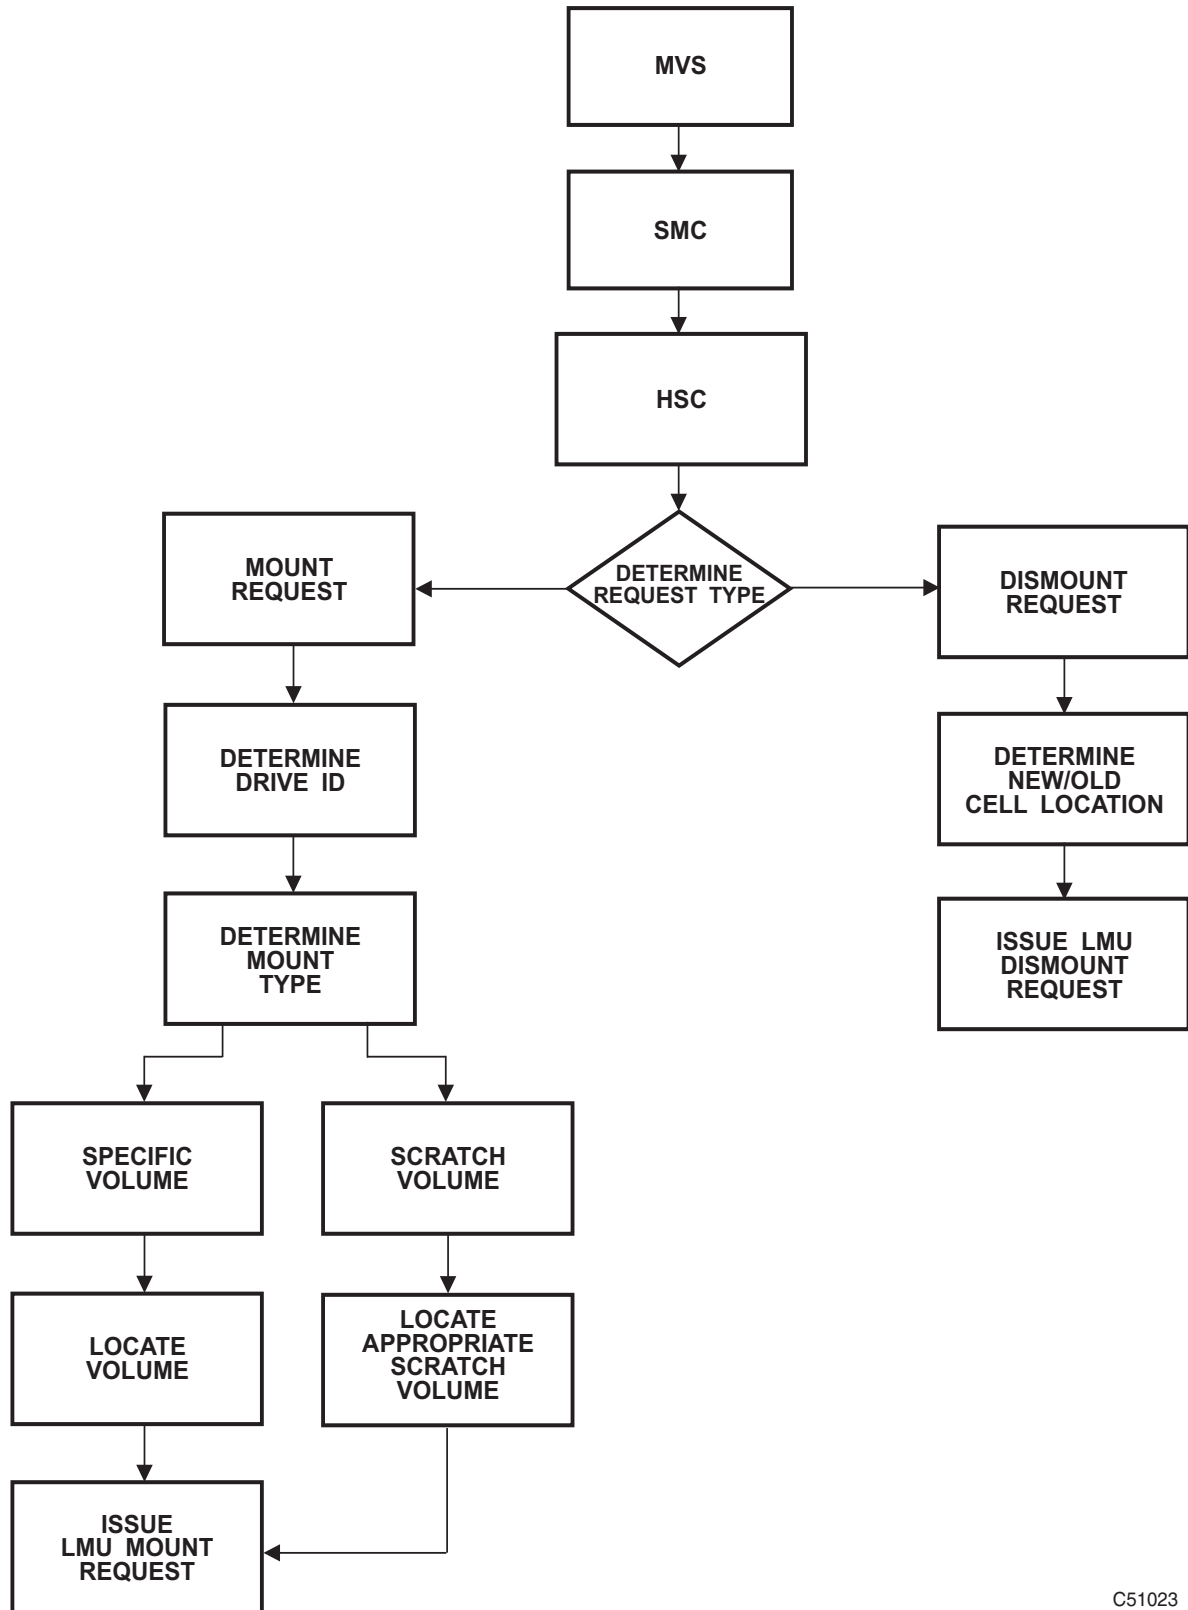 MVS
SMC
HSC
DETERMINE
REQUEST TYPE
MOUNT
REQUEST
DISMOUNT
REQUEST
DETERMINE
DRIVE ID
DETERMINE
NEW/OLD
CELL LOCATION
DETERMINE
MOUNT
TYPE
ISSUE LMU
DISMOUNT
REQUEST
SPECIFIC
VOLUME
SCRATCH
VOLUME
LOCATE
VOLUME
LOCATE
APPROPRIATE
SCRATCH
VOLUME
ISSUE
LMU MOUNT
REQUEST
C51023